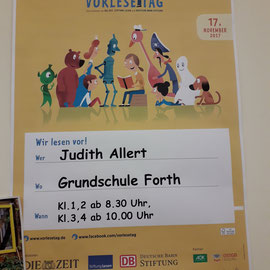 VORLESETAG
17.
NOVEMBER
2017
Wir lesen vor!
Wer Judith Allert
Wo Grundschule Forth
Kl.1,2 ab 8.30 Uhr,
Wann Kl.3,4 ab 10.00 Uhr
www.vorlesetag.de www.facebook.com/vorlesetag
DIE ZEIT Stiftung Lesen DB DEUTSCHE BAHN
STIFTUNG